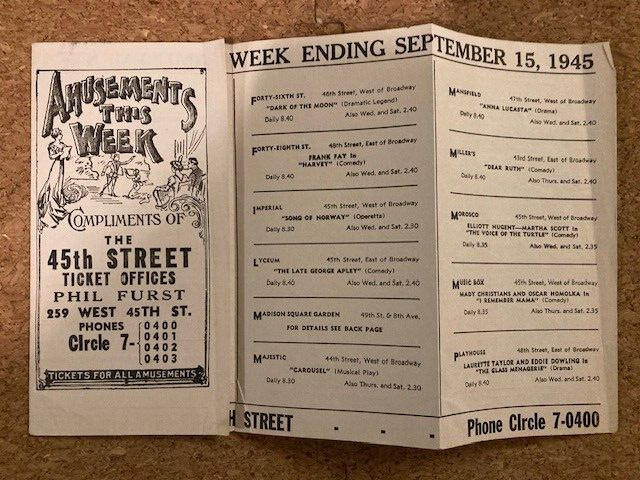 AMUSEMENTS
THIS
WEEK
COMPLIMENTS OF
THE
45th STREET
TICKET OFFICES
PHIL FURST
259 WEST 45TH ST.
PHONES
CIrcle 7-
0400
0401
0402
0403
TICKETS FOR ALL AMUSEMENTS
WEEK ENDING SEPTEMBER 15, 1945
FORTY-SIXTH ST. 46th Street, West of Broadway
"DARK OF THE MOON" (Dramatic Legend)
Daily 8.40 Also Wed. and Sat. 2.40
FORTY-EIGHTH ST. 48th Street, East of Broadway
FRANK FAY in
"HARVEY" (Comedy)
Daily 8.40 Also Wed. and Sat. 2.40
IMPERIAL 45th Street, West of Broadway
"SONG OF NORWAY" (Operetta)
Daily 8.30 Also Wed. and Sat. 2.30
LYCEUM 45th Street, East of Broadway
"THE LATE GEORGE APLEY" (Comedy)
Daily 8.40 Also Wed. and Sat. 2.40
MADISON SQUARE GARDEN 49th St. & 8th Ave.
FOR DETAILS SEE BACK PAGE
MAJESTIC 44th Street, West of Broadway
"CAROUSEL" (Musical Play)
Daily 8.30 Also Thurs. and Sat. 2.30
MANSFIELD 47th Street, West of Broadway
"ANNA LUCASTA" (Drama)
Daily 8.40 Also Wed. and Sat. 2.40
MILLER'S 43rd Street, East of Broadway
"DEAR RUTH" (Comedy)
Daily 8.40 Also Thurs. and Sat. 2.40
MOROSCO 45th Street, West of Broadway
ELLIOTT NUGENT—MARTHA SCOTT in
"THE VOICE OF THE TURTLE" (Comedy)
Daily 8.35 Also Wed. and Sat. 2.35
MUSIC BOX 45th Street, West of Broadway
MADY CHRISTIANS and OSCAR HOMOLKA in
"I REMEMBER MAMA" (Comedy)
Daily 8.35 Also Thurs. and Sat. 2.35
PLAYHOUSE 48th Street, East of Broadway
LAURETTE TAYLOR AND EDDIE DOWLING in
"THE GLASS MENAGERIE" (Drama)
Daily 8.40 Also Wed. and Sat. 2.40
H STREET - - - Phone CIrcle 7-0400